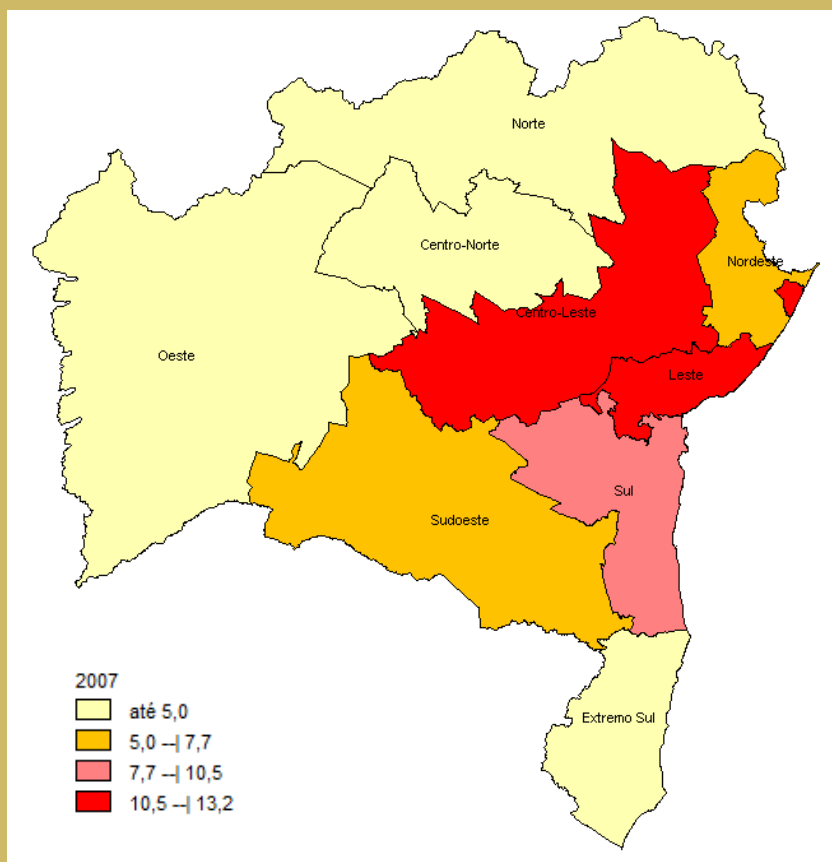 Norte
Centro-Norte
Nordeste
Centro-Leste
Oeste
Leste
Sul
Sudoeste
Extremo Sul
2007
até 5,0
5,0 --| 7,7
7,7 --| 10,5
10,5 --| 13,2